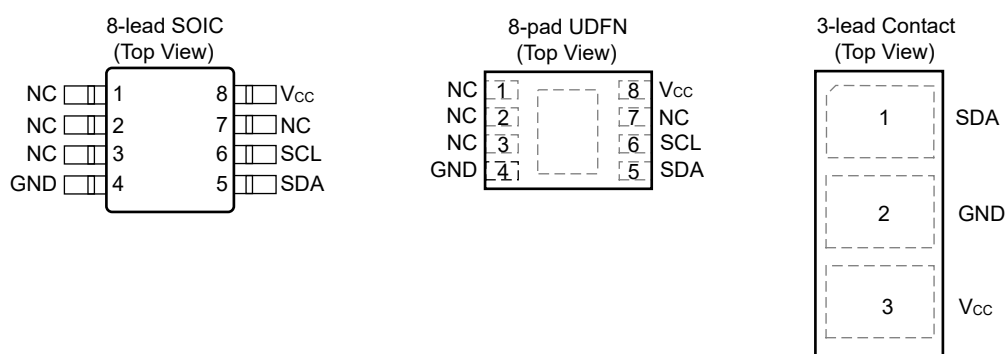 8-lead SOIC
(Top View)
NC 1 8 Vcc
NC 2 7 NC
NC 3 6 SCL
GND 4 5 SDA
8-pad UDFN
(Top View)
NC 1 8 Vcc
NC 2 7 NC
NC 3 6 SCL
GND 4 5 SDA
3-lead Contact
(Top View)
1 SDA
2 GND
3 Vcc